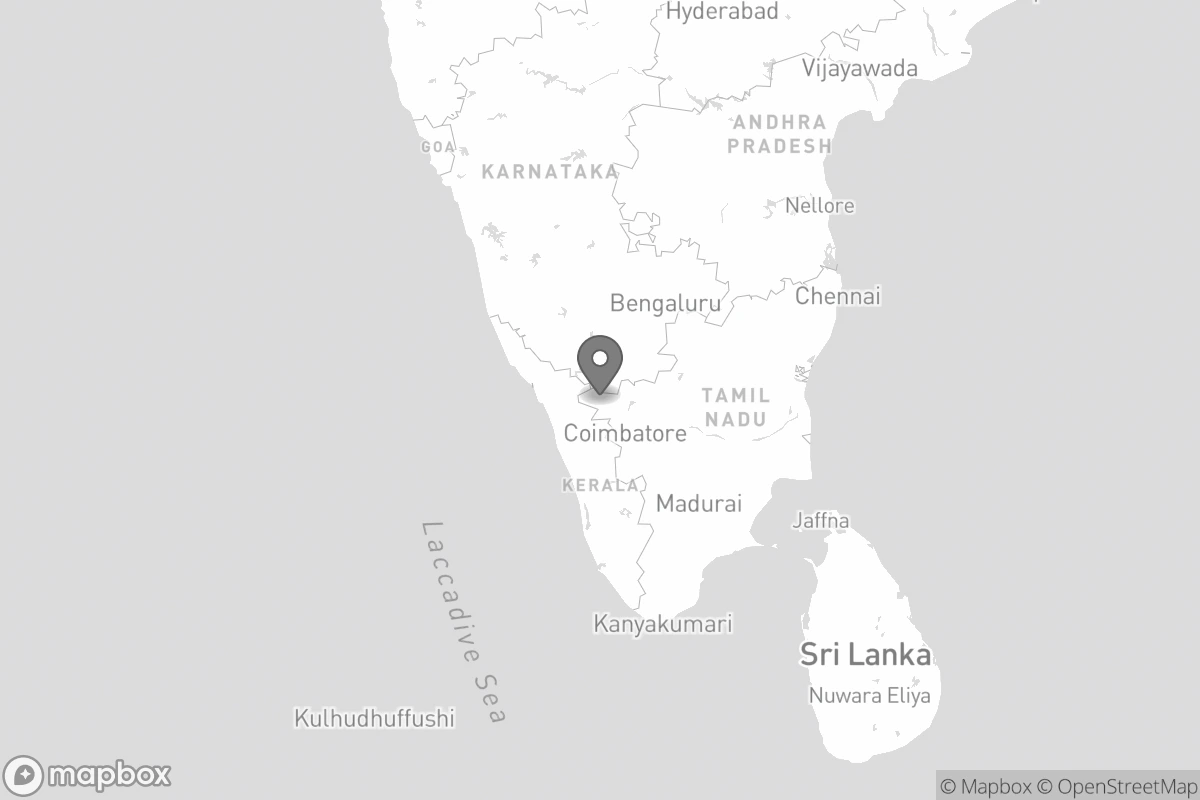 Hyderabad
Vijayawada
ANDHRA
PRADESH
GOA
KARNATAKA
Nellore
Bengaluru
Chennai
TAMIL
NADU
Coimbatore
KERALA
Madurai
Jaffna
Laccadive Sea
Kanyakumari
Sri Lanka
Nuwara Eliya
Kulhudhuffushi
mapbox
© Mapbox © OpenStreetMap